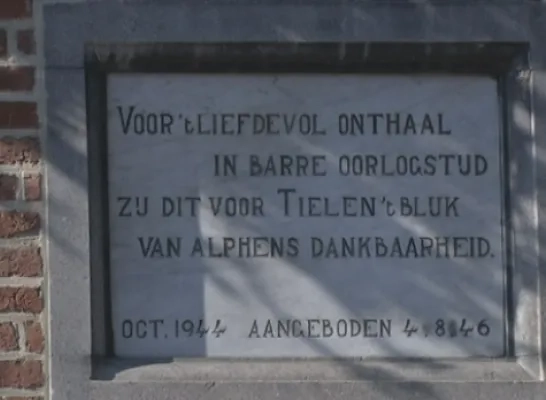 VOOR 't LIEFDEVOL ONTHAAL
IN BARRE OORLOGSTIJD
ZIJ DIT VOOR TIELEN 't BLIJK
VAN ALPHENS DANKBAARHEID.
OCT. 1944 AANGEBODEN 4.8.46